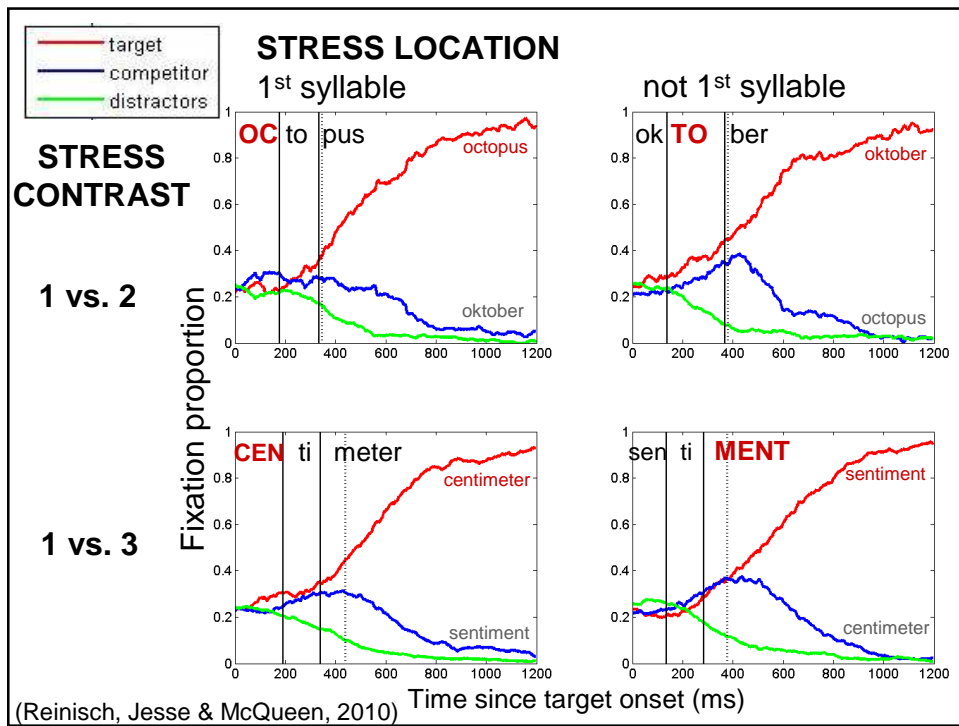 target
competitor
distractors
STRESS LOCATION
1st syllable
not 1st syllable
STRESS
CONTRAST
1 vs. 2
1 vs. 3
Fixation proportion
1
0.8
0.6
0.4
0.2
0
OC to pus
octopus
oktober
0 200 400 600 800 1000 1200
1
0.8
0.6
0.4
0.2
0
ok TO ber
oktober
octopus
0 200 400 600 800 1000 1200
1
0.8
0.6
0.4
0.2
0
CEN ti meter
centimeter
sentiment
0 200 400 600 800 1000 1200
1
0.8
0.6
0.4
0.2
0
sen ti MENT
sentiment
centimeter
0 200 400 600 800 1000 1200
Time since target onset (ms)
(Reinisch, Jesse & McQueen, 2010)